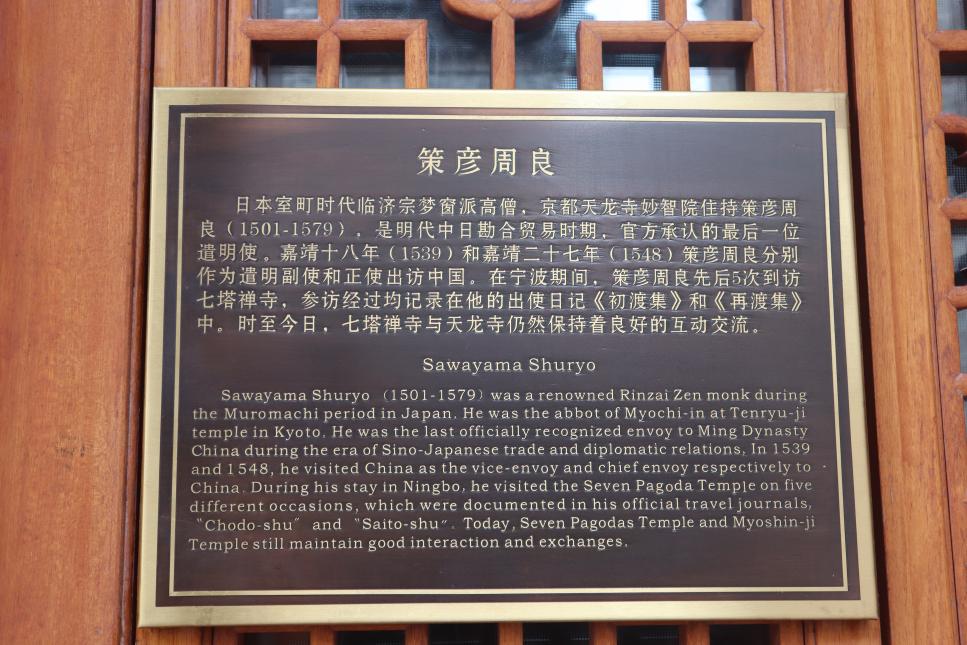 策彦周良
日本室町时代临济宗梦窗派高僧，京都天龙寺妙智院住持策彦周
良（1501-1579），是明代中日勘合贸易时期，官方承认的最后一位
遣明使。嘉靖十八年（1539）和嘉靖二十七年（1548）策彦周良分别
作为遣明副使和正使出访中国。在宁波期间，策彦周良先后5次到访
七塔禅寺，参访经过均记录在他的出使日记《初渡集》和《再渡集》
中。时至今日，七塔禅寺与天龙寺仍然保持着良好的互动交流。
Sawayama Shuryo
Sawayama Shuryo （1501-1579）was a renowned Rinzai Zen monk during
the Muromachi period in Japan. He was the abbot of Myochi-in at Tenryu-ji
temple in Kyoto. He was the last officially recognized envoy to Ming Dynasty
China during the era of Sino-Japanese trade and diplomatic relations. In 1539
and 1548, he visited China as the vice-envoy and chief envoy respectively to
China. During his stay in Ningbo, he visited the Seven Pagoda Temple on five
different occasions, which were documented in his official travel journals,
"Chodo-shu" and "Saito-shu". Today, Seven Pagodas Temple and Myoshin-ji
Temple still maintain good interaction and exchanges.